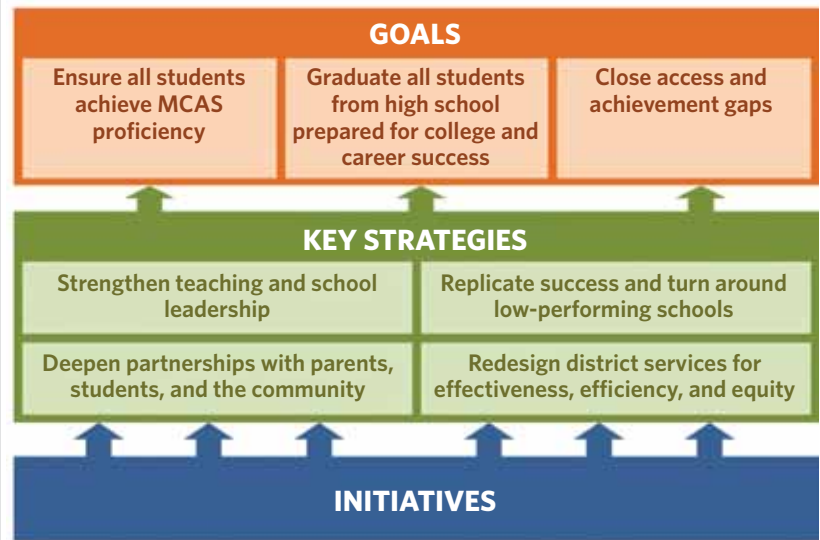 GOALS
Ensure all students
achieve MCAS
proficiency
Graduate all students
from high school
prepared for college and
career success
Close access and
achievement gaps
KEY STRATEGIES
Strengthen teaching and school
leadership
Replicate success and turn around
low-performing schools
Deepen partnerships with parents,
students, and the community
Redesign district services for
effectiveness, efficiency, and equity
INITIATIVES